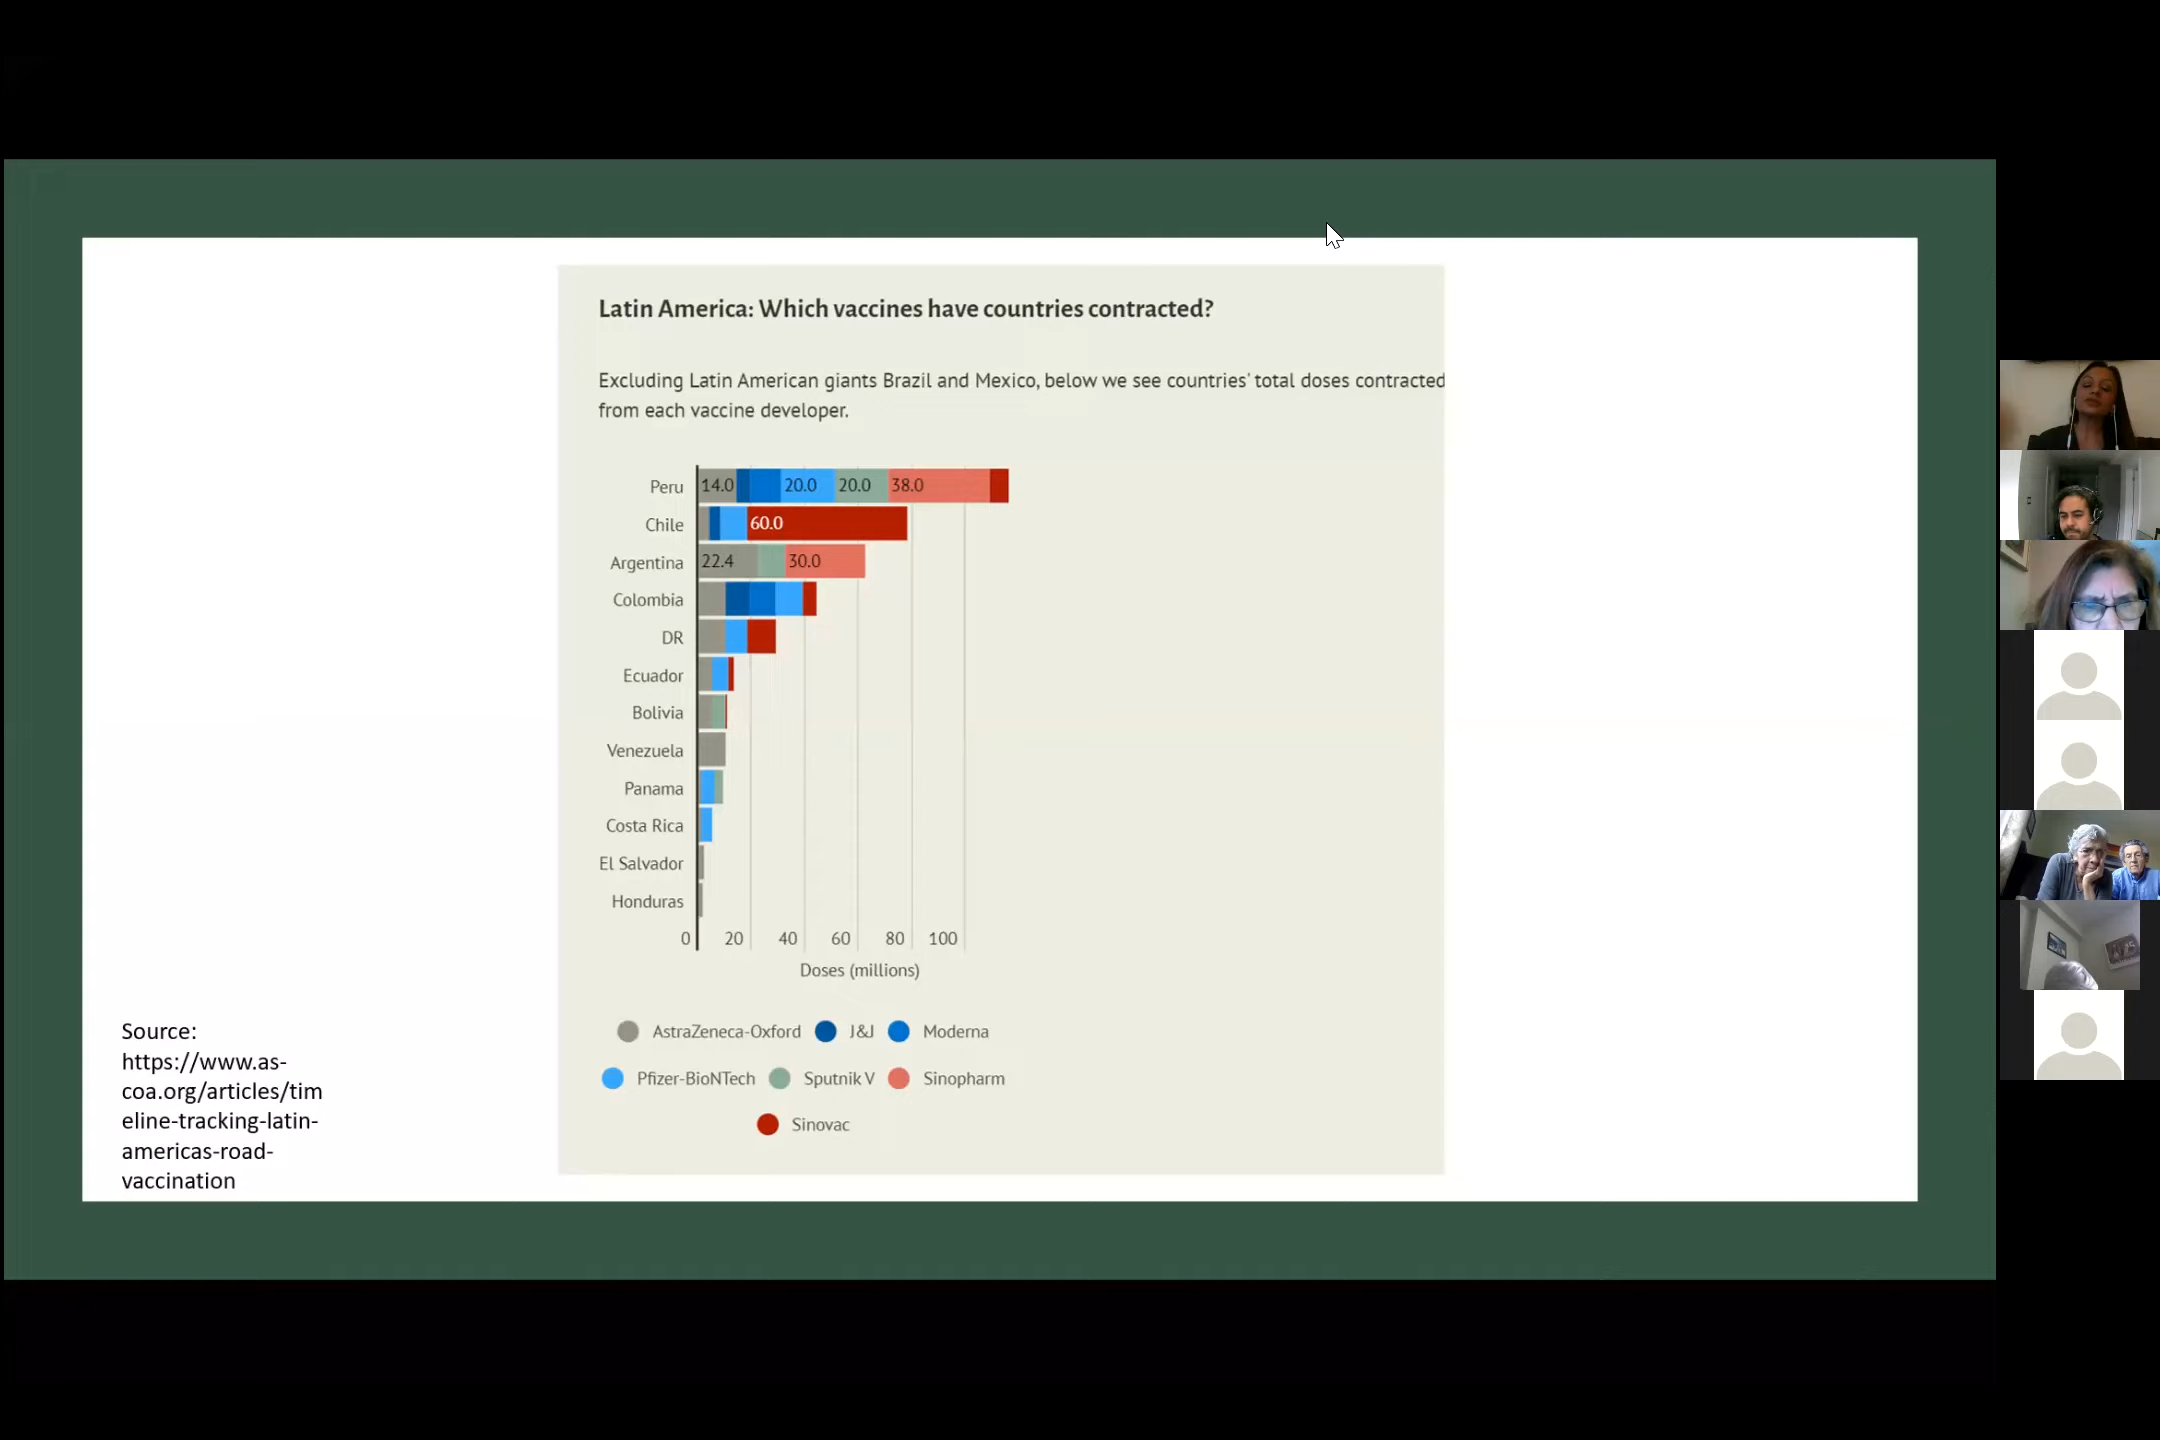 Latin America: Which vaccines have countries contracted?
Excluding Latin American giants Brazil and Mexico, below we see countries' total doses contracted
from each vaccine developer.
Peru 14.0 20.0 20.0 38.0
Chile 60.0
Argentina 22.4 30.0
Colombia
DR
Ecuador
Bolivia
Venezuela
Panama
Costa Rica
El Salvador
Honduras
0 20 40 60 80 100
Doses (millions)
AstraZeneca-Oxford J&J Moderna
Pfizer-BioNTech Sputnik V Sinopharm
Sinovac
Source:
https://www.as-
coa.org/articles/tim
eline-tracking-latin-
americas-road-
vaccination